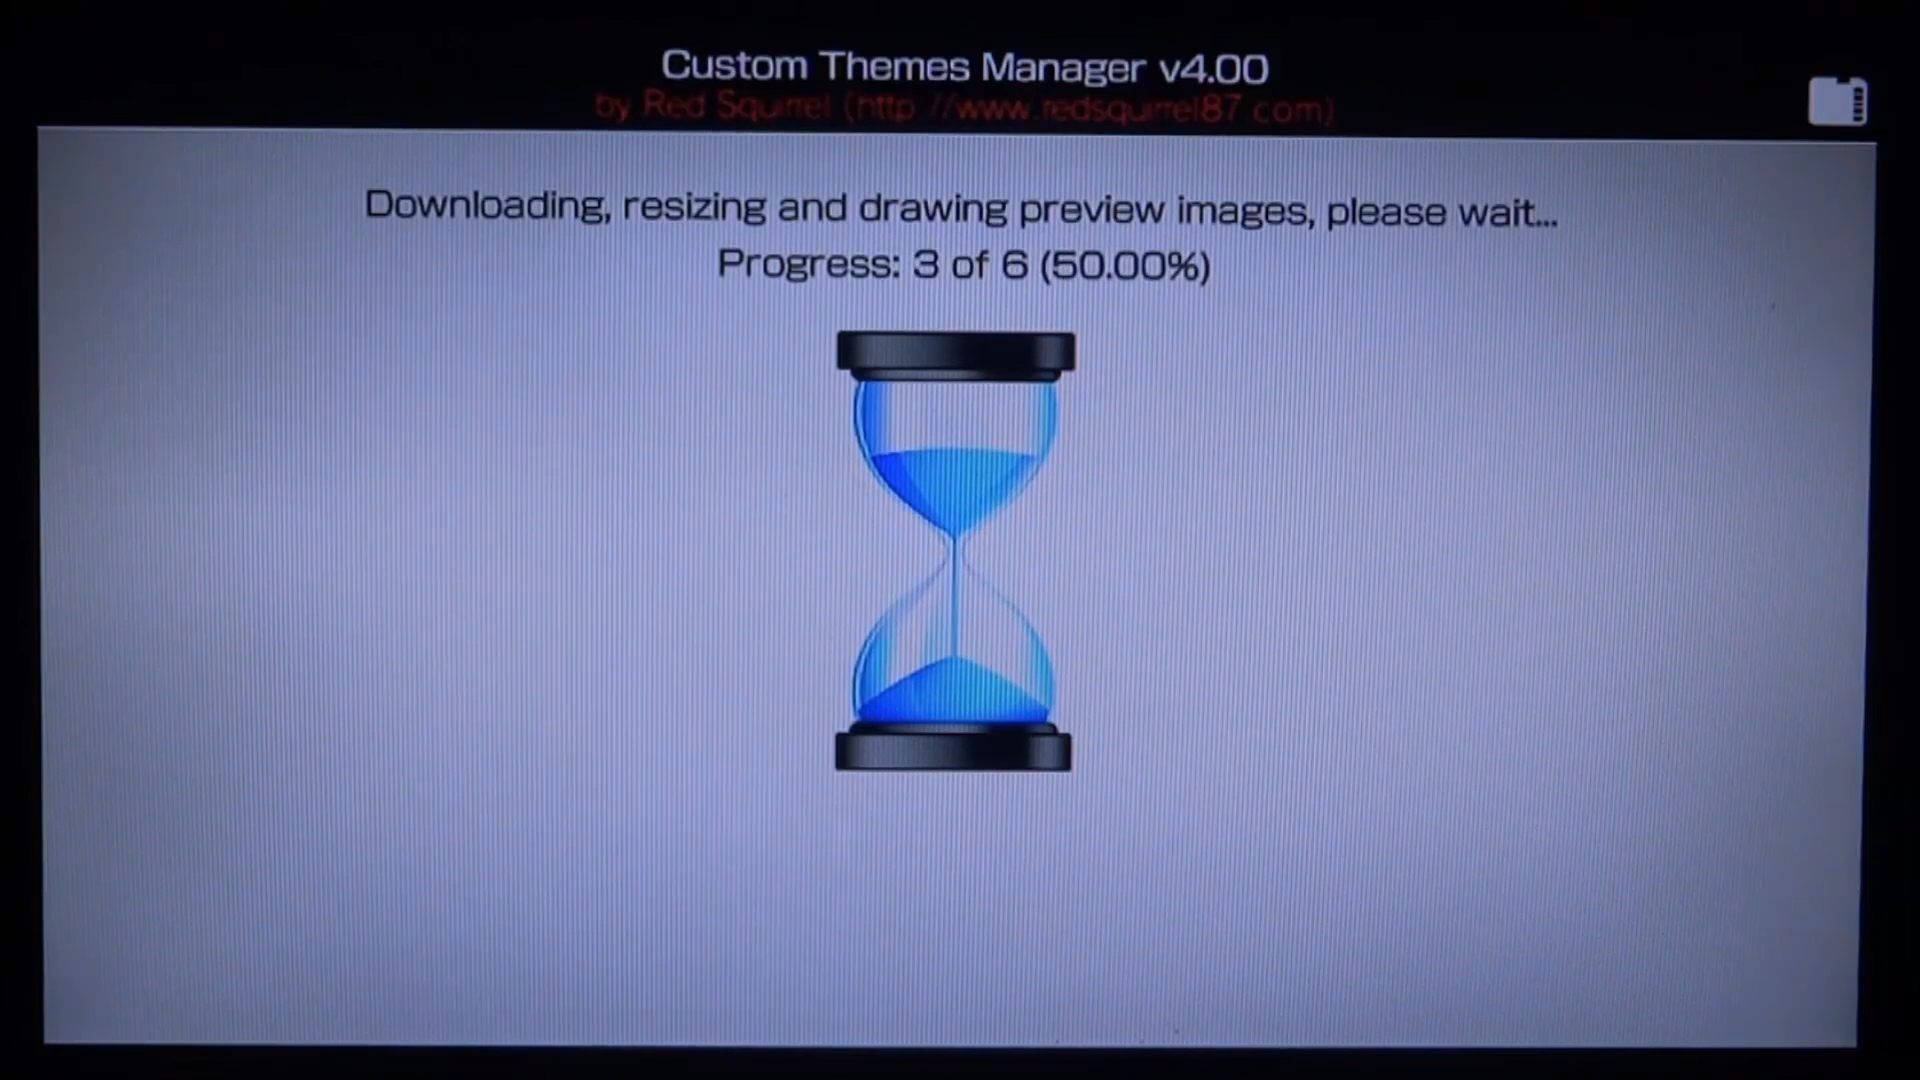 Custom Themes Manager v4.00
by Red Squirrel (http //www.redsquirrel87 com)
Downloading, resizing and drawing preview images, please wait...
Progress: 3 of 6 (50.00%)